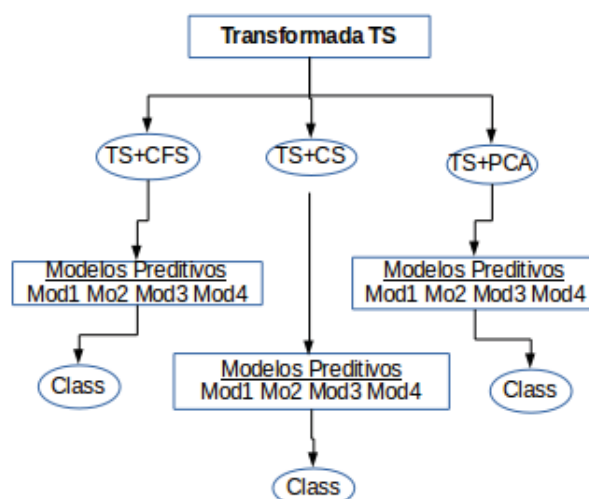 Transformada TS
TS+CFS
TS+CS
TS+PCA
Modelos Preditivos
Mod1 Mo2 Mod3 Mod4
Modelos Preditivos
Mod1 Mo2 Mod3 Mod4
Modelos Preditivos
Mod1 Mo2 Mod3 Mod4
Class
Class
Class